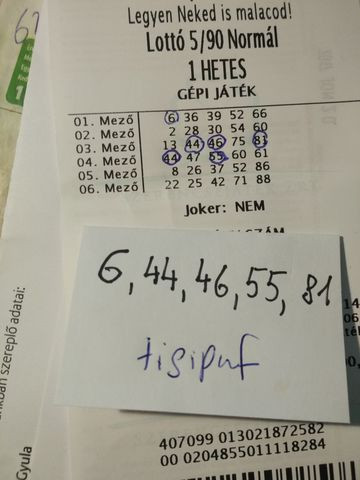 Legyen Neked is malacod!
Lottó 5/90 Normál
1 HETES
GÉPI JÁTÉK
01. Mező 6 36 39 52 66
02. Mező 2 28 30 54 60
03. Mező 13 44 46 75 81
04. Mező 44 47 55 60 61
05. Mező 8 26 37 52 86
06. Mező 22 25 42 71 88
Joker: NEM
6, 44, 46, 55, 81
tisipuf
szereplő adatai:
Gyula
407099 013021872582
00 0204855011118284